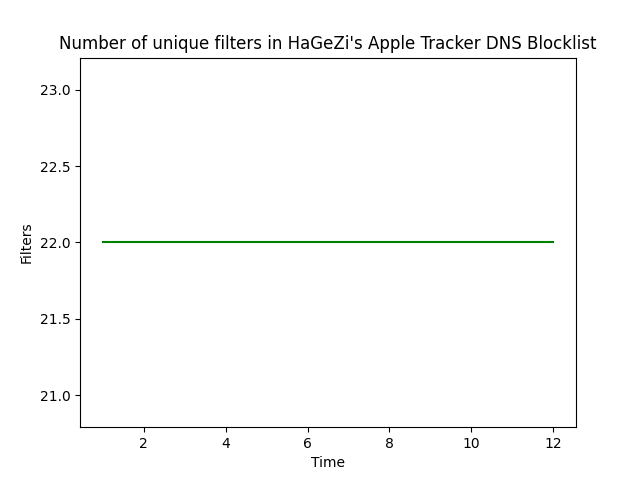 Number of unique filters in HaGeZi's Apple Tracker DNS Blocklist
23.0
22.5
22.0
21.5
21.0
Filters
2 4 6 8 10 12
Time